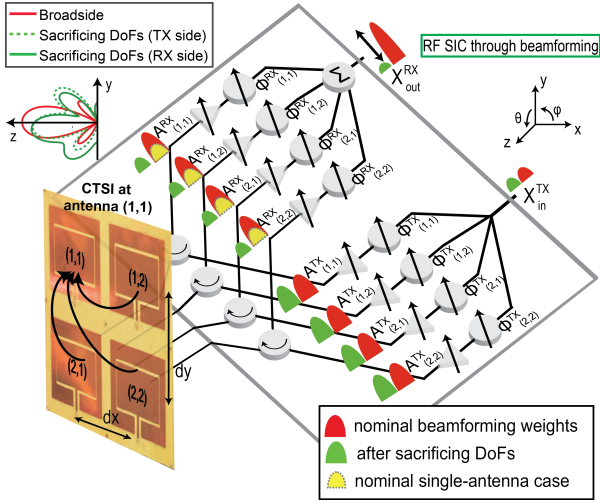 Broadside
Sacrificing DoFs (TX side)
Sacrificing DoFs (RX side)
RF SIC through beamforming
y
z
CTSI at
antenna (1,1)
(1,1)
(1,2)
(2,1)
(2,2)
dx
dy
A^RX_(1,1)
A^RX_(1,2)
A^RX_(2,1)
A^RX_(2,2)
Φ^RX_(1,1)
Φ^RX_(1,2)
Φ^RX_(2,1)
Φ^RX_(2,2)
Σ
X^RX_out
y
θ
φ
z
x
X^TX_in
A^TX_(1,1)
A^TX_(1,2)
A^TX_(2,1)
A^TX_(2,2)
Φ^TX_(1,1)
Φ^TX_(1,2)
Φ^TX_(2,1)
Φ^TX_(2,2)
nominal beamforming weights
after sacrificing DoFs
nominal single-antenna case